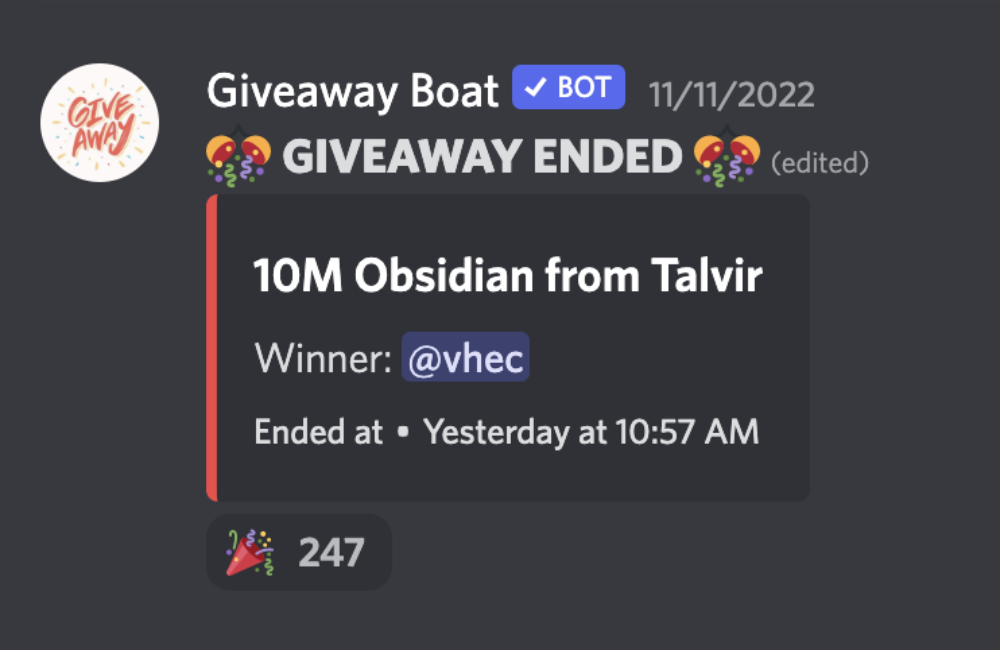 GIVE
AWAY
Giveaway Boat ✓ BOT 11/11/2022
🎊 GIVEAWAY ENDED 🎊 (edited)
10M Obsidian from Talvir
Winner: @vhec
Ended at • Yesterday at 10:57 AM
🎉 247